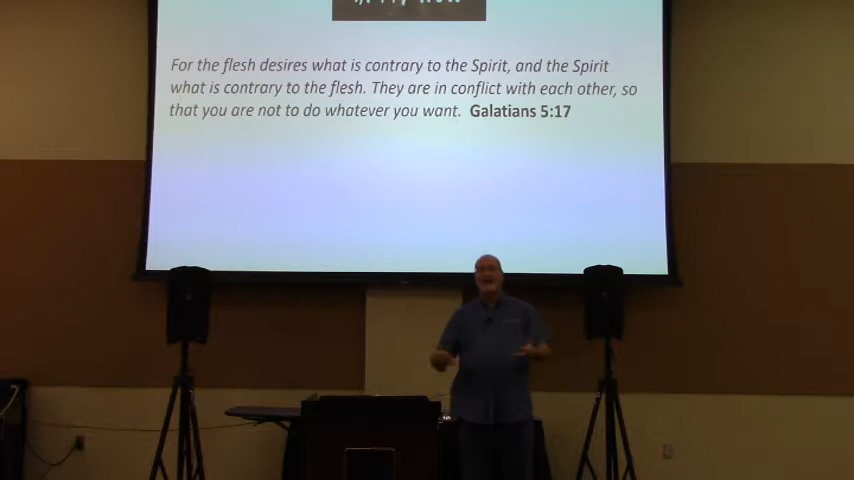 For the flesh desires what is contrary to the Spirit, and the Spirit
what is contrary to the flesh. They are in conflict with each other, so
that you are not to do whatever you want. Galatians 5:17